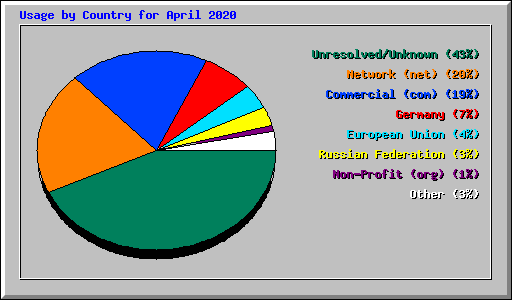 Usage by Country for April 2020
Unresolved/Unknown (43%)
Network (net) (20%)
Commercial (com) (19%)
Germany (7%)
European Union (4%)
Russian Federation (3%)
Non-Profit (org) (1%)
Other (3%)